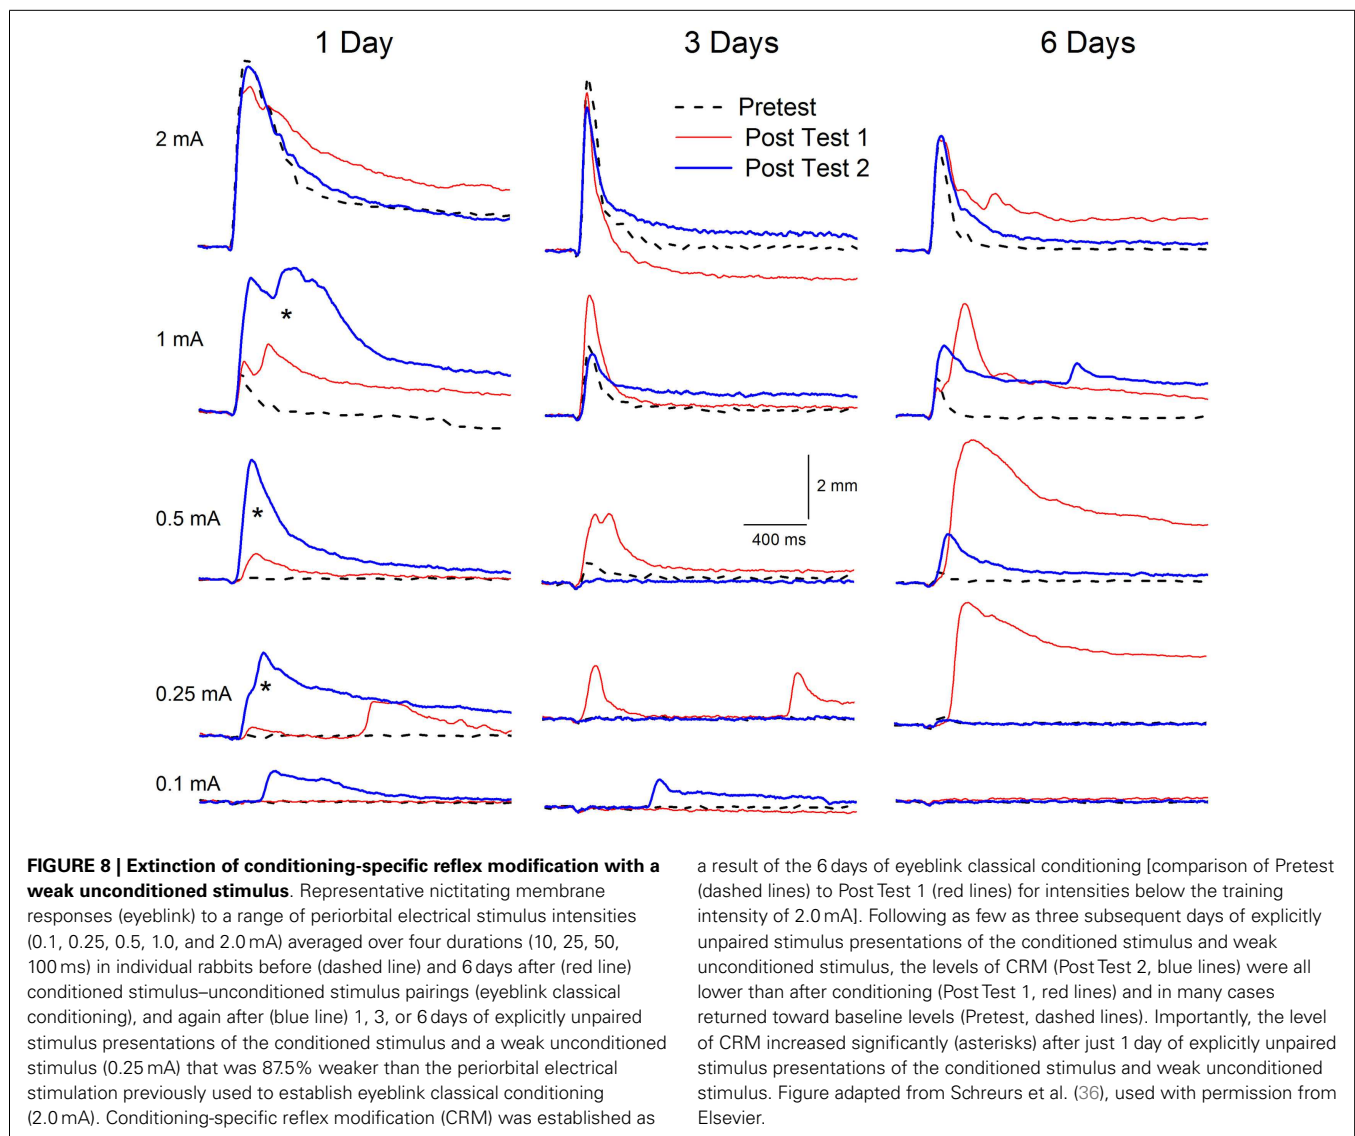 1 Day
3 Days
6 Days
Pretest
Post Test 1
Post Test 2
2 mA
1 mA
*
0.5 mA
*
2 mm
400 ms
0.25 mA
*
0.1 mA
FIGURE 8 | Extinction of conditioning-specific reflex modification with a
weak unconditioned stimulus. Representative nictitating membrane
responses (eyeblink) to a range of periorbital electrical stimulus intensities
(0.1, 0.25, 0.5, 1.0, and 2.0 mA) averaged over four durations (10, 25, 50,
100 ms) in individual rabbits before (dashed line) and 6 days after (red line)
conditioned stimulus–unconditioned stimulus pairings (eyeblink classical
conditioning), and again after (blue line) 1, 3, or 6 days of explicitly unpaired
stimulus presentations of the conditioned stimulus and a weak unconditioned
stimulus (0.25 mA) that was 87.5% weaker than the periorbital electrical
stimulation previously used to establish eyeblink classical conditioning
(2.0 mA). Conditioning-specific reflex modification (CRM) was established as
a result of the 6 days of eyeblink classical conditioning [comparison of Pretest
(dashed lines) to Post Test 1 (red lines) for intensities below the training
intensity of 2.0 mA]. Following as few as three subsequent days of explicitly
unpaired stimulus presentations of the conditioned stimulus and weak
unconditioned stimulus, the levels of CRM (Post Test 2, blue lines) were all
lower than after conditioning (Post Test 1, red lines) and in many cases
returned toward baseline levels (Pretest, dashed lines). Importantly, the level
of CRM increased significantly (asterisks) after just 1 day of explicitly unpaired
stimulus presentations of the conditioned stimulus and weak unconditioned
stimulus. Figure adapted from Schreurs et al. (36), used with permission from
Elsevier.